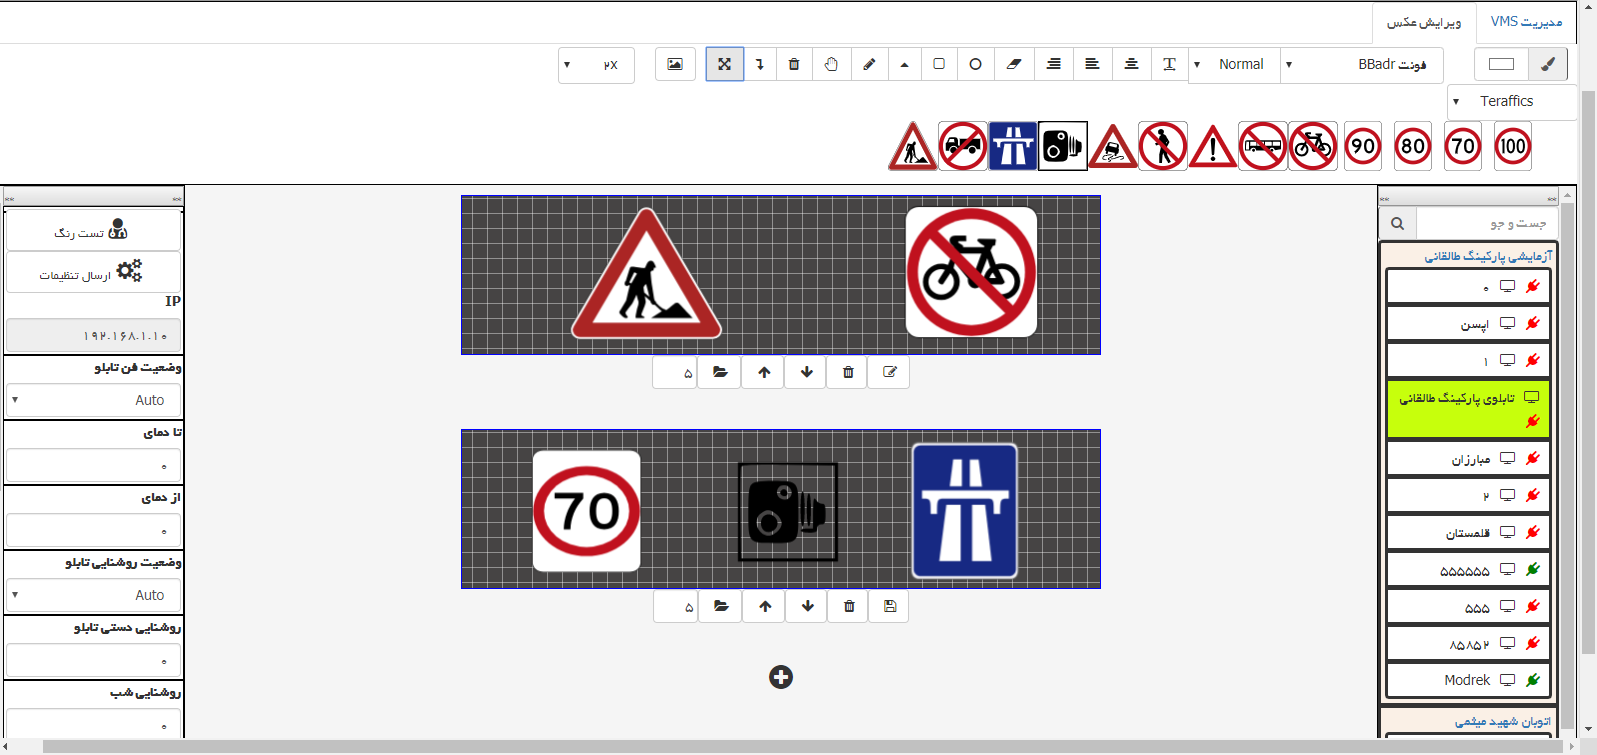 مدیریت VMS
ویرایش عکس
فونت BBadr
Normal
۲X
Teraffics
100
70
80
90
جست و جو
آزمایشی پارکینگ طالقانی
۰
اپسن
۱
تابلوی پارکینگ طالقانی
مبارزان
۲
قلمستان
۵۵۵۵۵۵
۵۵۵
۸۵۸۵۲
Modrek
اتوبان شهید میثمی
۵
70
۵
تست رنگ
ارسال تنظیمات
IP
۱۹۲.۱۶۸.۱.۱۰
وضعیت فن تابلو
Auto
تا دمای
۰
از دمای
۰
وضعیت روشنایی تابلو
Auto
روشنایی دستی تابلو
۰
روشنایی شب
۰